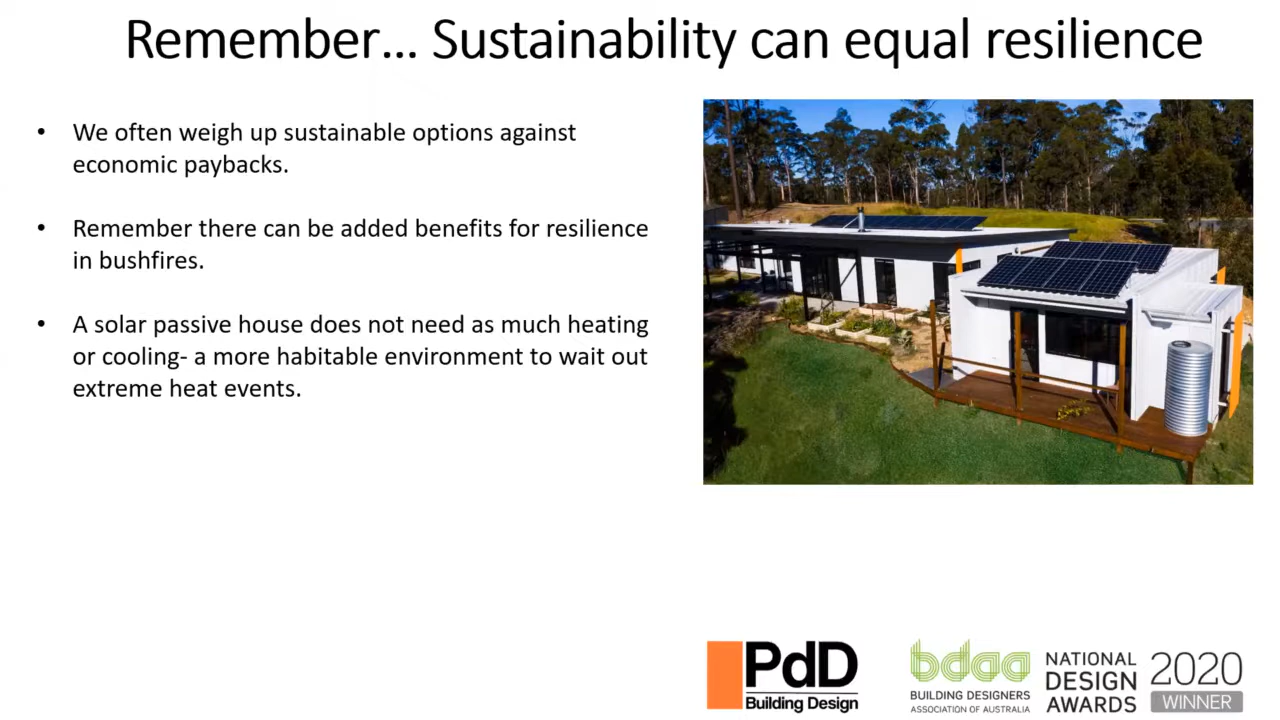 Remember... Sustainability can equal resilience
• We often weigh up sustainable options against
economic paybacks.
• Remember there can be added benefits for resilience
in bushfires.
• A solar passive house does not need as much heating
or cooling- a more habitable environment to wait out
extreme heat events.
PdD
Building Design
bdaa
BUILDING DESIGNERS
ASSOCIATION OF AUSTRALIA
NATIONAL
DESIGN
AWARDS
2020
WINNER